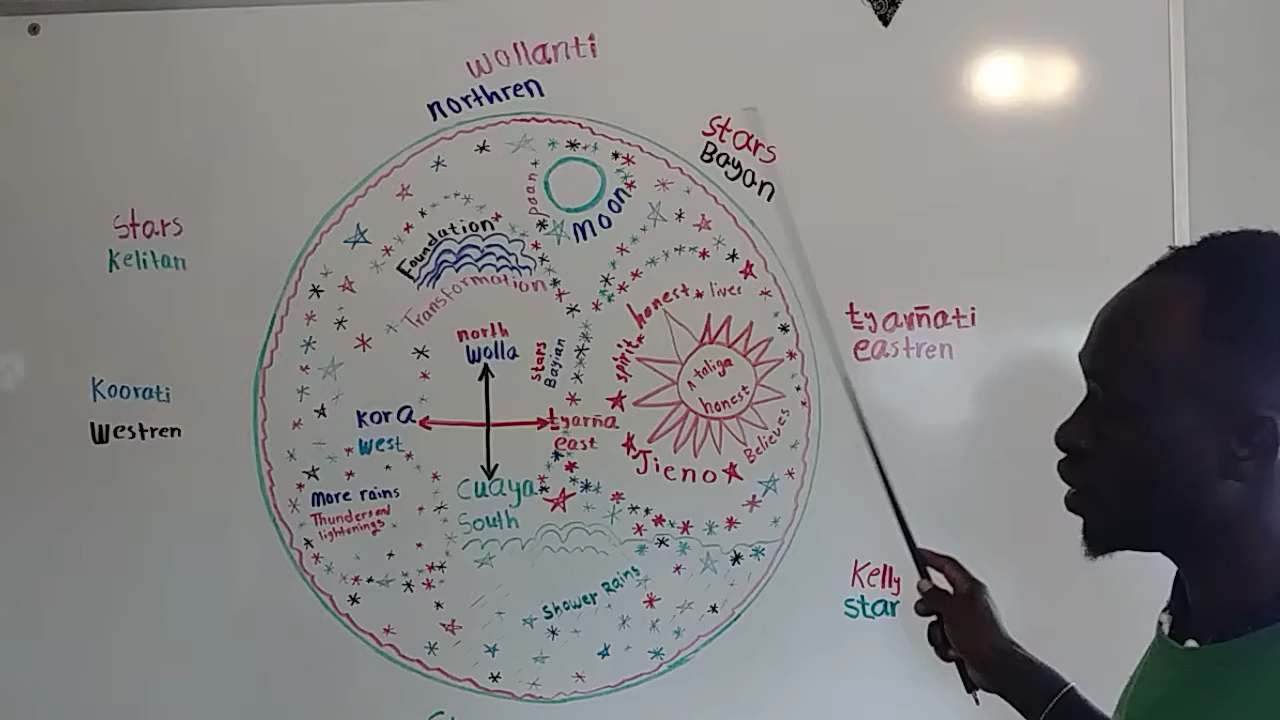 wollanti
northren
stars
Bayan
stars
Kelitan
Koorati
Westren
tyarñati
eastren
Kelly
star
paan
Moon
Foundation
Transformation
north
wolla
stars
Bayian
kora
west
tyarña
east
cuaya
South
spirit honest lives
taliga
honest
Believes
Jieno
more rains
Thunders and
lightenings
Shower Rains